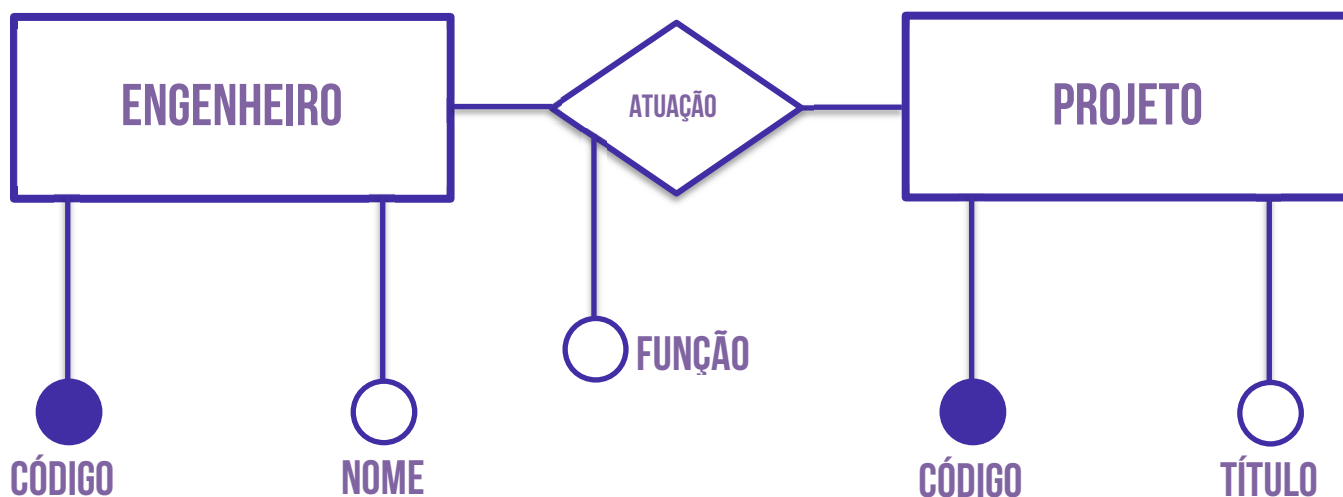 ENGENHEIRO
ATUAÇÃO
PROJETO
FUNÇÃO
CÓDIGO
NOME
CÓDIGO
TÍTULO